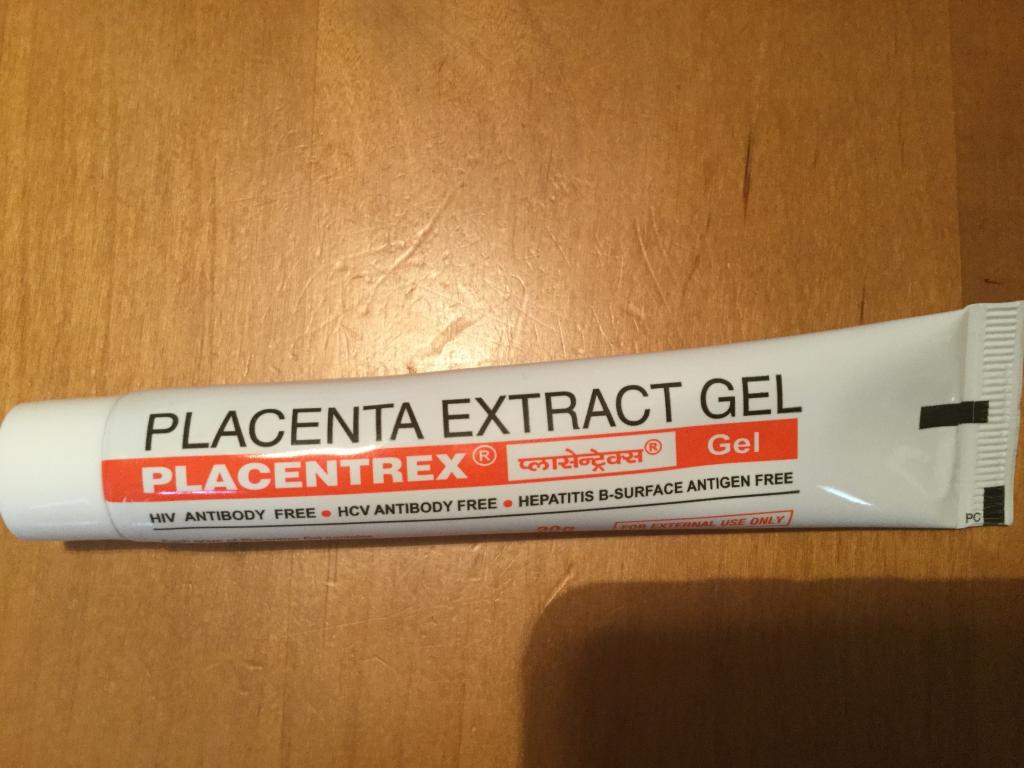 PLACENTA EXTRACT GEL
PLACENTREX® प्लासेन्ट्रेक्स® Gel
HIV ANTIBODY FREE • HCV ANTIBODY FREE • HEPATITIS B-SURFACE ANTIGEN FREE
FOR EXTERNAL USE ONLY
PC